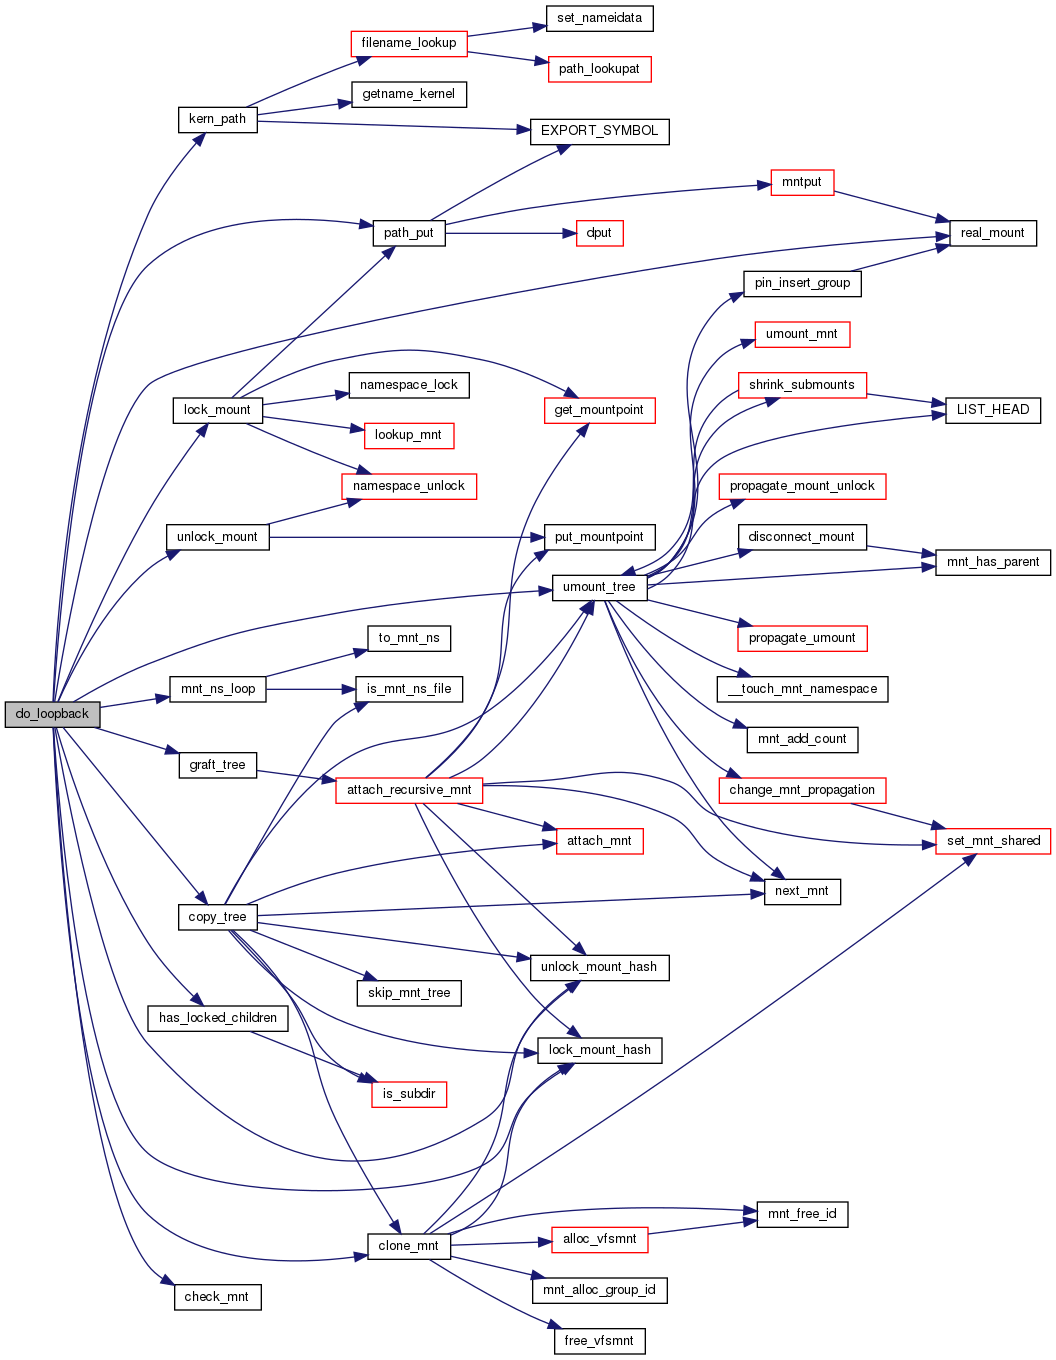 set_nameidata
filename_lookup
path_lookupat
getname_kernel
kern_path
EXPORT_SYMBOL
mntput
path_put
dput
real_mount
pin_insert_group
umount_mnt
shrink_submounts
namespace_lock
lock_mount
get_mountpoint
LIST_HEAD
lookup_mnt
namespace_unlock
propagate_mount_unlock
unlock_mount
put_mountpoint
disconnect_mount
mnt_has_parent
umount_tree
to_mnt_ns
propagate_umount
mnt_ns_loop
is_mnt_ns_file
__touch_mnt_namespace
do_loopback
mnt_add_count
graft_tree
attach_recursive_mnt
change_mnt_propagation
attach_mnt
set_mnt_shared
next_mnt
copy_tree
unlock_mount_hash
skip_mnt_tree
has_locked_children
lock_mount_hash
is_subdir
mnt_free_id
clone_mnt
alloc_vfsmnt
mnt_alloc_group_id
check_mnt
free_vfsmnt